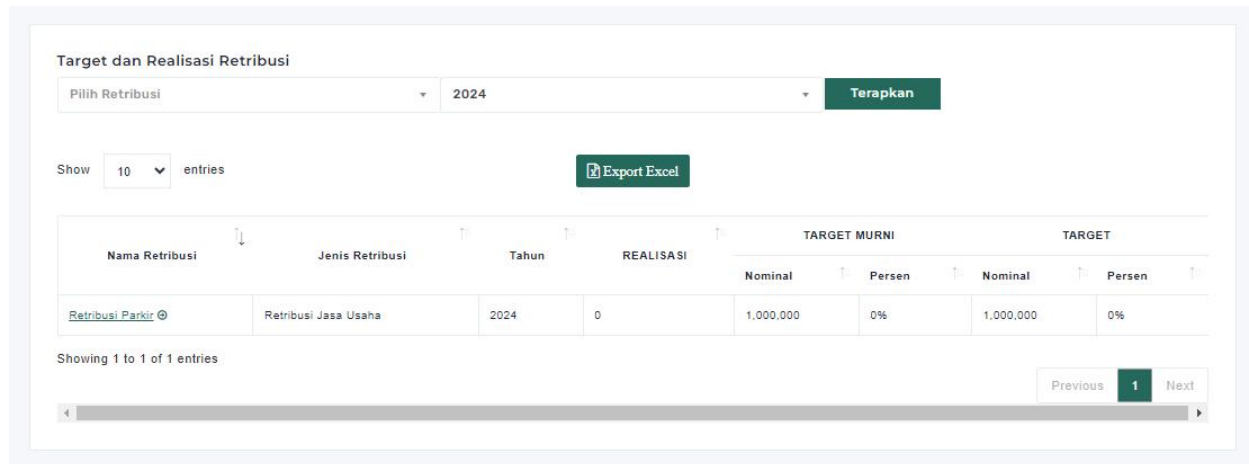 Target dan Realisasi Retribusi
Pilih Retribusi 2024 Terapkan
Show 10 entries Export Excel
Nama Retribusi Jenis Retribusi Tahun REALISASI TARGET MURNI TARGET
Nominal Persen Nominal Persen
Retribusi Parkir Retribusi Jasa Usaha 2024 0 1,000,000 0% 1,000,000 0%
Showing 1 to 1 of 1 entries
Previous 1 Next